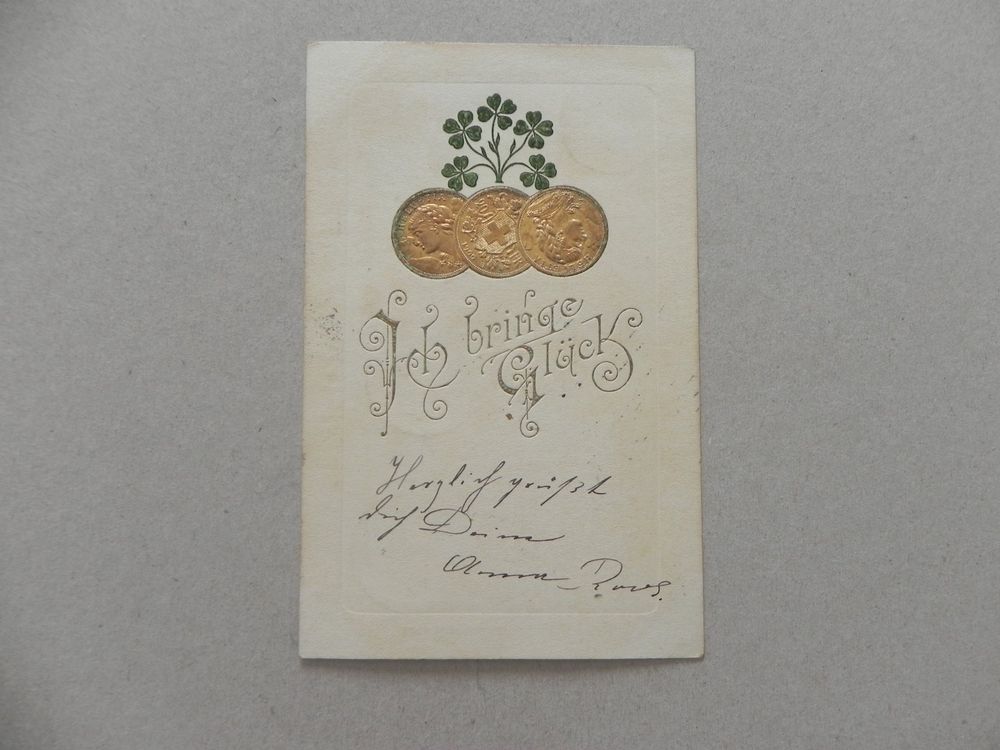 Ich bringe
Glück
Herzlich grüßt
dich Deine
Anna